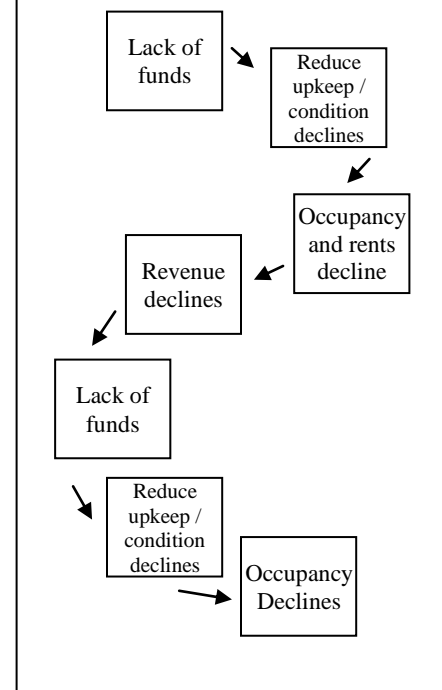 Lack of
funds
Reduce
upkeep /
condition
declines
Occupancy
and rents
decline
Revenue
declines
Lack of
funds
Reduce
upkeep /
condition
declines
Occupancy
Declines